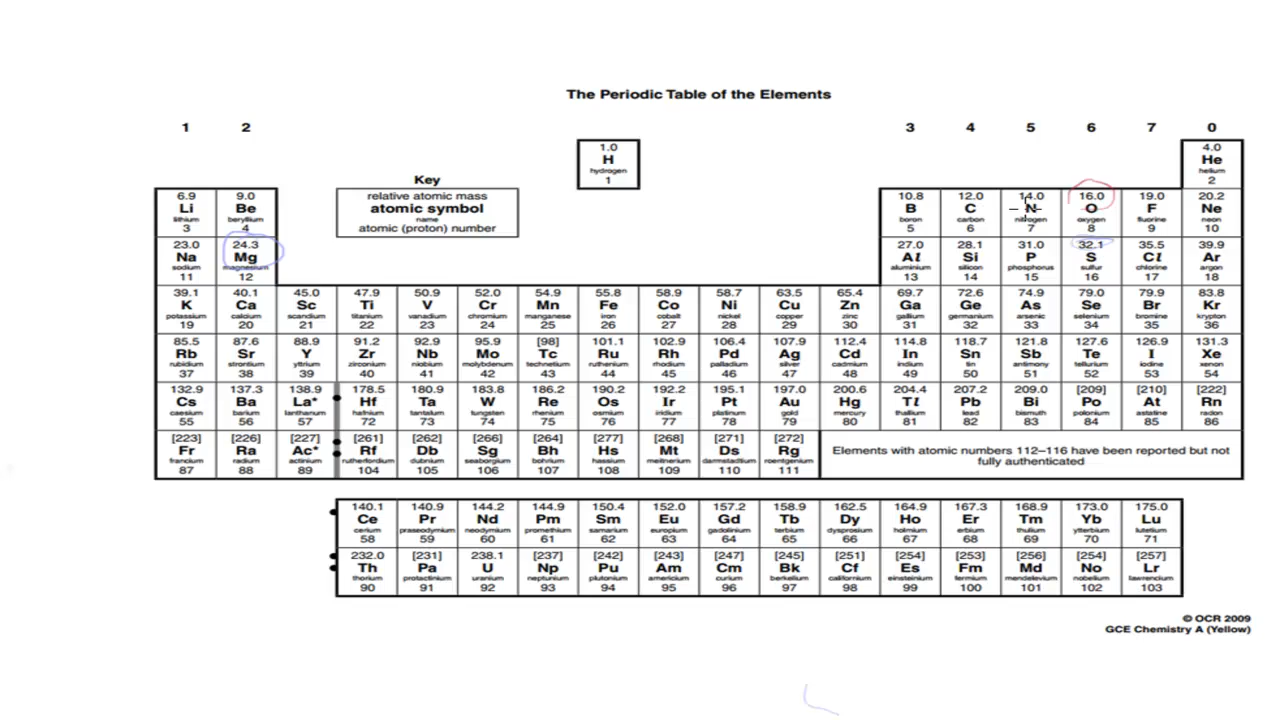 The Periodic Table of the Elements
1 2 3 4 5 6 7 0
1.0 4.0
H He
hydrogen helium
1 2
Key
6.9 9.0 relative atomic mass 10.8 12.0 14.0 16.0 19.0 20.2
Li Be atomic symbol B C N O F Ne
lithium beryllium name boron carbon nitrogen oxygen fluorine neon
3 4 atomic (proton) number 5 6 7 8 9 10
23.0 24.3 27.0 28.1 31.0 32.1 35.5 39.9
Na Mg Al Si P S Cl Ar
sodium magnesium aluminium silicon phosphorus sulfur chlorine argon
11 12 13 14 15 16 17 18
39.1 40.1 45.0 47.9 50.9 52.0 54.9 55.8 58.9 58.7 63.5 65.4 69.7 72.6 74.9 79.0 79.9 83.8
K Ca Sc Ti V Cr Mn Fe Co Ni Cu Zn Ga Ge As Se Br Kr
potassium calcium scandium titanium vanadium chromium manganese iron cobalt nickel copper zinc gallium germanium arsenic selenium bromine krypton
19 20 21 22 23 24 25 26 27 28 29 30 31 32 33 34 35 36
85.5 87.6 88.9 91.2 92.9 95.9 [98] 101.1 102.9 106.4 107.9 112.4 114.8 118.7 121.8 127.6 126.9 131.3
Rb Sr Y Zr Nb Mo Tc Ru Rh Pd Ag Cd In Sn Sb Te I Xe
rubidium strontium yttrium zirconium niobium molybdenum technetium ruthenium rhodium palladium silver cadmium indium tin antimony tellurium iodine xenon
37 38 39 40 41 42 43 44 45 46 47 48 49 50 51 52 53 54
132.9 137.3 138.9 178.5 180.9 183.8 186.2 190.2 192.2 195.1 197.0 200.6 204.4 207.2 209.0 [209] [210] [222]
Cs Ba La* Hf Ta W Re Os Ir Pt Au Hg Tl Pb Bi Po At Rn
caesium barium lanthanum hafnium tantalum tungsten rhenium osmium iridium platinum gold mercury thallium lead bismuth polonium astatine radon
55 56 57 72 73 74 75 76 77 78 79 80 81 82 83 84 85 86
[223] [226] [227] [261] [262] [266] [264] [277] [268] [271] [272]
Fr Ra Ac* Rf Db Sg Bh Hs Mt Ds Rg Elements with atomic numbers 112–116 have been reported but not
francium radium actinium rutherfordium dubnium seaborgium bohrium hassium meitnerium darmstadtium roentgenium fully authenticated
87 88 89 104 105 106 107 108 109 110 111
140.1 140.9 144.2 144.9 150.4 152.0 157.2 158.9 162.5 164.9 167.3 168.9 173.0 175.0
Ce Pr Nd Pm Sm Eu Gd Tb Dy Ho Er Tm Yb Lu
cerium praseodymium neodymium promethium samarium europium gadolinium terbium dysprosium holmium erbium thulium ytterbium lutetium
58 59 60 61 62 63 64 65 66 67 68 69 70 71
232.0 [231] 238.1 [237] [242] [243] [247] [245] [251] [254] [253] [256] [254] [257]
Th Pa U Np Pu Am Cm Bk Cf Es Fm Md No Lr
thorium protactinium uranium neptunium plutonium americium curium berkelium californium einsteinium fermium mendelevium nobelium lawrencium
90 91 92 93 94 95 96 97 98 99 100 101 102 103
© OCR 2009
GCE Chemistry A (Yellow)